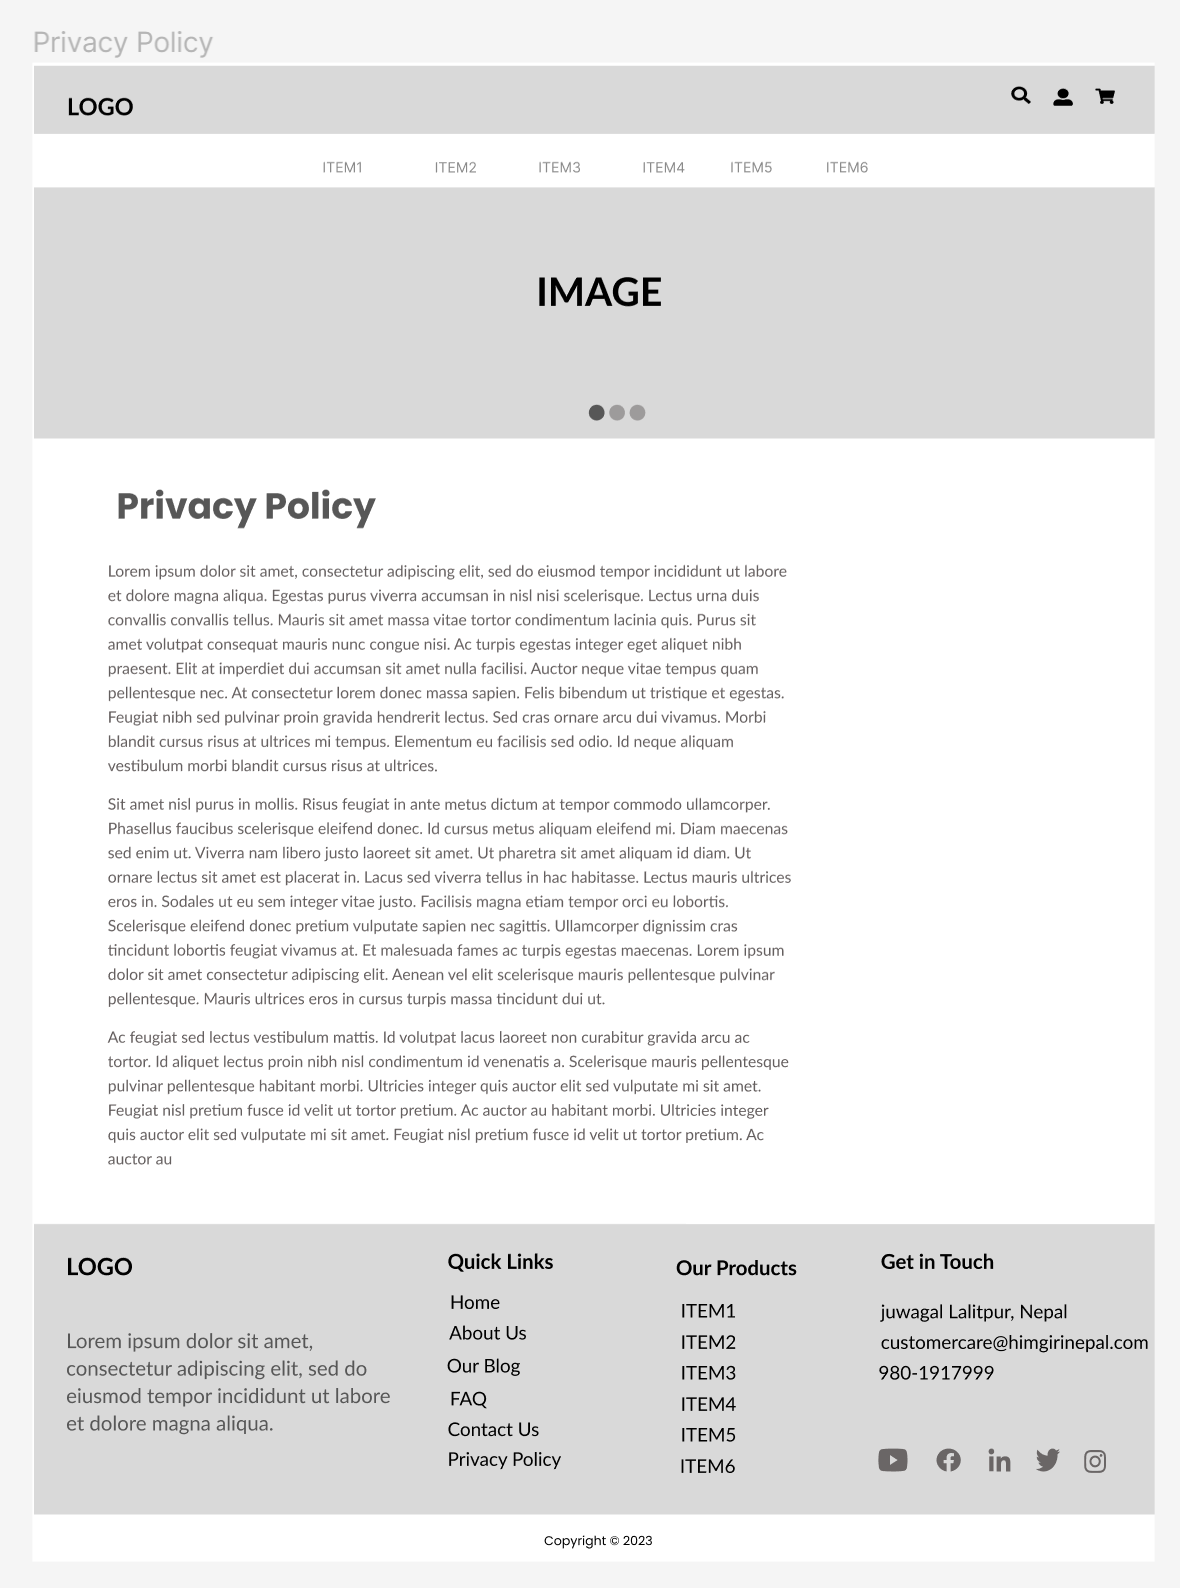 Privacy Policy
LOGO
ITEM1 ITEM2 ITEM3 ITEM4 ITEM5 ITEM6
IMAGE
Privacy Policy
Lorem ipsum dolor sit amet, consectetur adipiscing elit, sed do eiusmod tempor incididunt ut labore
et dolore magna aliqua. Egestas purus viverra accumsan in nisl nisi scelerisque. Lectus urna duis
convallis convallis tellus. Mauris sit amet massa vitae tortor condimentum lacinia quis. Purus sit
amet volutpat consequat mauris nunc congue nisi. Ac turpis egestas integer eget aliquet nibh
praesent. Elit at imperdiet dui accumsan sit amet nulla facilisi. Auctor neque vitae tempus quam
pellentesque nec. At consectetur lorem donec massa sapien. Felis bibendum ut tristique et egestas.
Feugiat nibh sed pulvinar proin gravida hendrerit lectus. Sed cras ornare arcu dui vivamus. Morbi
blandit cursus risus at ultrices mi tempus. Elementum eu facilisis sed odio. Id neque aliquam
vestibulum morbi blandit cursus risus at ultrices.
Sit amet nisl purus in mollis. Risus feugiat in ante metus dictum at tempor commodo ullamcorper.
Phasellus faucibus scelerisque eleifend donec. Id cursus metus aliquam eleifend mi. Diam maecenas
sed enim ut. Viverra nam libero justo laoreet sit amet. Ut pharetra sit amet aliquam id diam. Ut
ornare lectus sit amet est placerat in. Lacus sed viverra tellus in hac habitasse. Lectus mauris ultrices
eros in. Sodales ut eu sem integer vitae justo. Facilisis magna etiam tempor orci eu lobortis.
Scelerisque eleifend donec pretium vulputate sapien nec sagittis. Ullamcorper dignissim cras
tincidunt lobortis feugiat vivamus at. Et malesuada fames ac turpis egestas maecenas. Lorem ipsum
dolor sit amet consectetur adipiscing elit. Aenean vel elit scelerisque mauris pellentesque pulvinar
pellentesque. Mauris ultrices eros in cursus turpis massa tincidunt dui ut.
Ac feugiat sed lectus vestibulum mattis. Id volutpat lacus laoreet non curabitur gravida arcu ac
tortor. Id aliquet lectus proin nibh nisl condimentum id venenatis a. Scelerisque mauris pellentesque
pulvinar pellentesque habitant morbi. Ultricies integer quis auctor elit sed vulputate mi sit amet.
Feugiat nisl pretium fusce id velit ut tortor pretium. Ac auctor au habitant morbi. Ultricies integer
quis auctor elit sed vulputate mi sit amet. Feugiat nisl pretium fusce id velit ut tortor pretium. Ac
auctor au
LOGO
Lorem ipsum dolor sit amet,
consectetur adipiscing elit, sed do
eiusmod tempor incididunt ut labore
et dolore magna aliqua.
Quick Links
Home
About Us
Our Blog
FAQ
Contact Us
Privacy Policy
Our Products
ITEM1
ITEM2
ITEM3
ITEM4
ITEM5
ITEM6
Get in Touch
juwagal Lalitpur, Nepal
customercare@himgirinepal.com
980-1917999
Copyright © 2023